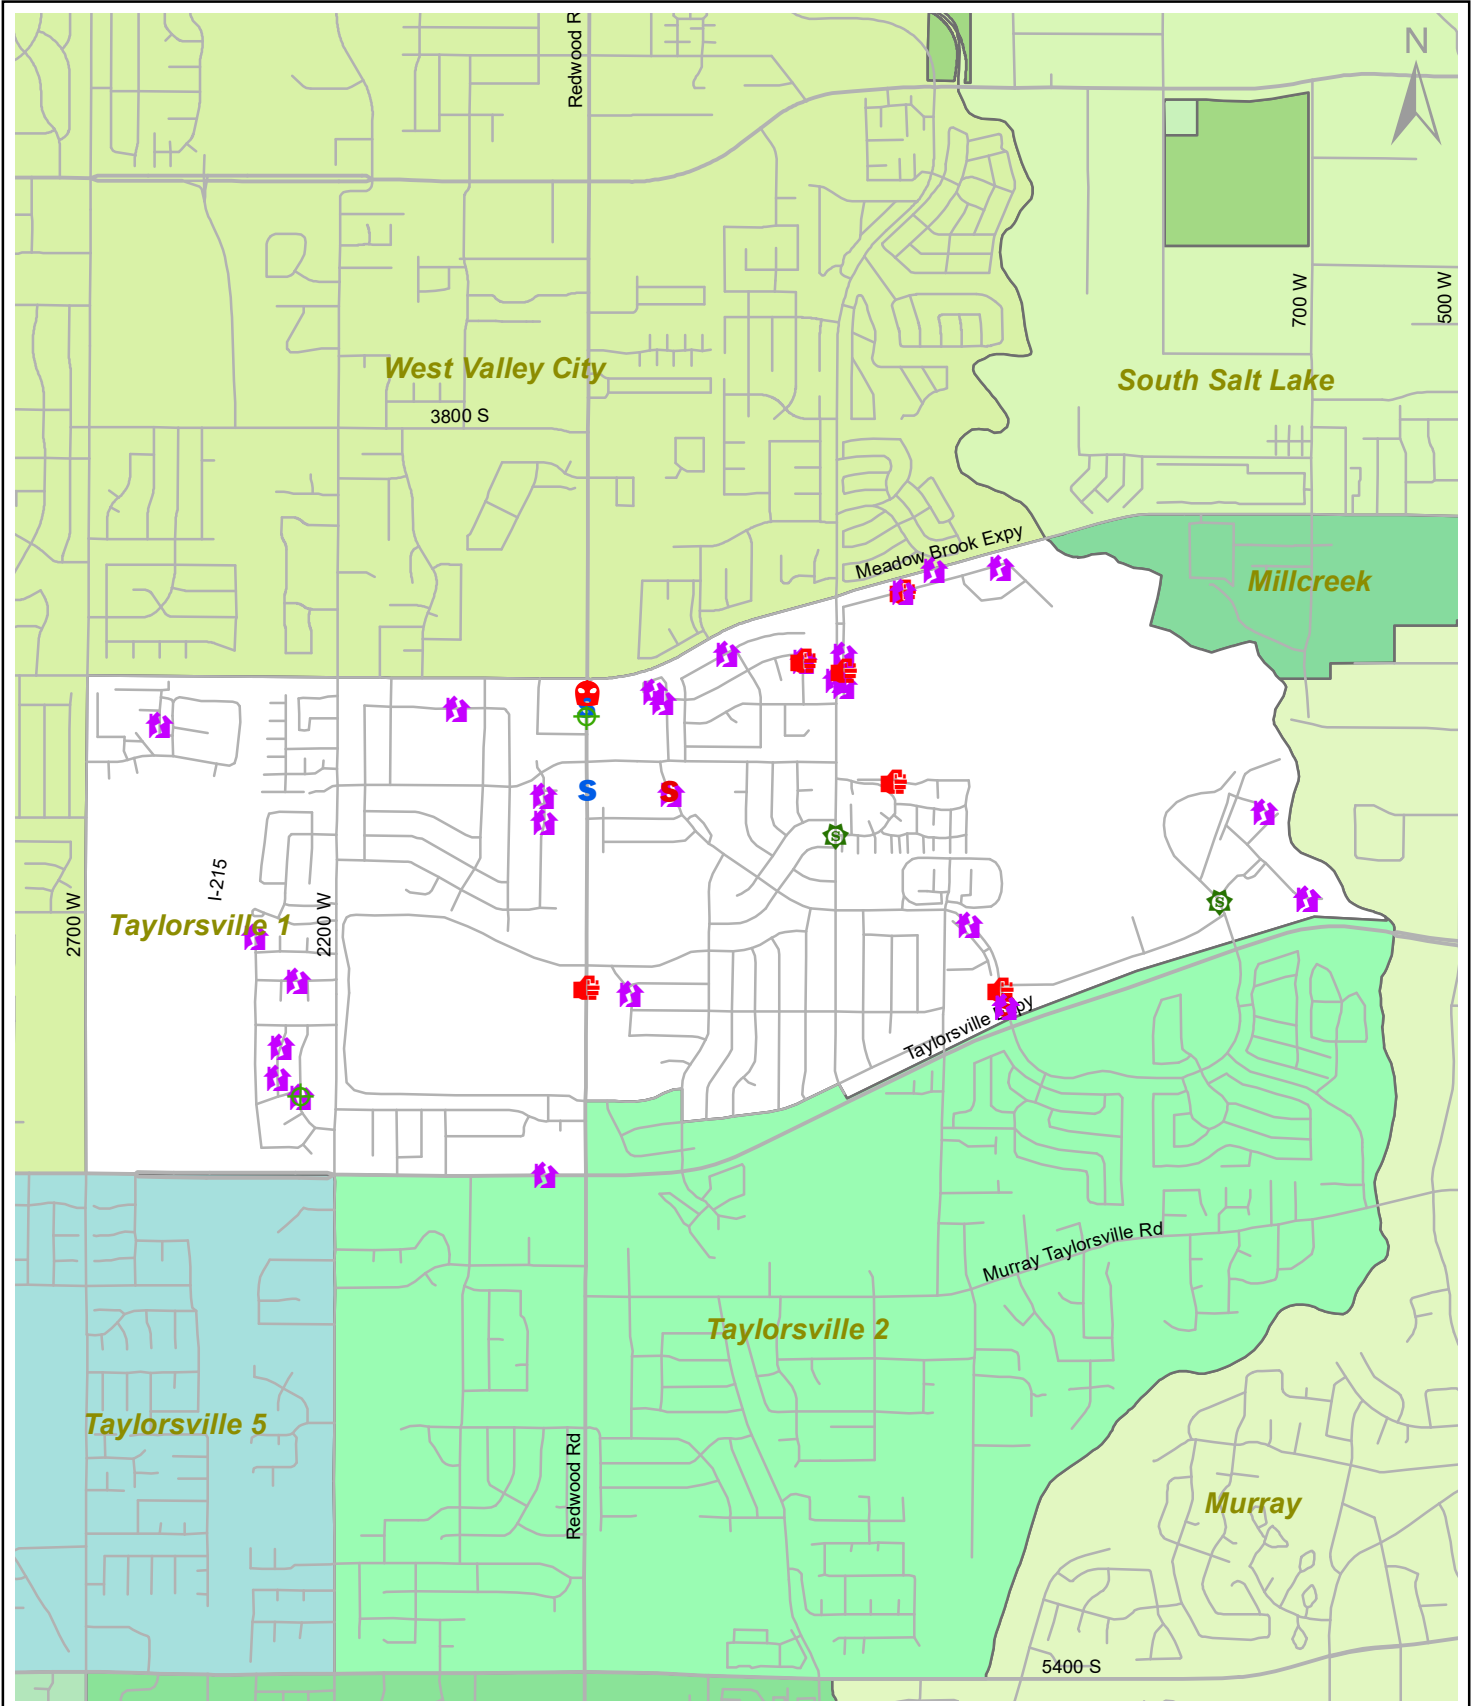 Redwood R
N
700 W
500 W
West Valley City
South Salt Lake
3800 S
Meadow Brook Expy
Millcreek
S
S
S
I-215
2700 W
2200 W
Taylorsville 1
S
Taylorsville Expy
Murray Taylorsville Rd
Taylorsville 2
Taylorsville 5
Redwood Rd
Murray
5400 S